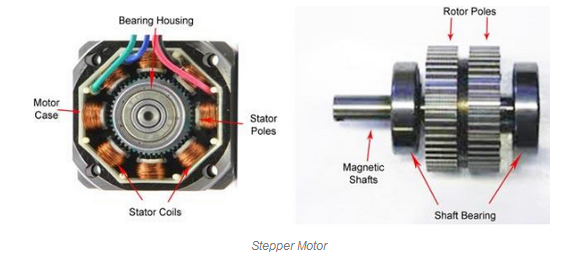 Bearing Housing
Motor
Case
Stator
Poles
Stator Coils
Rotor Poles
Magnetic
Shafts
Shaft Bearing
Stepper Motor